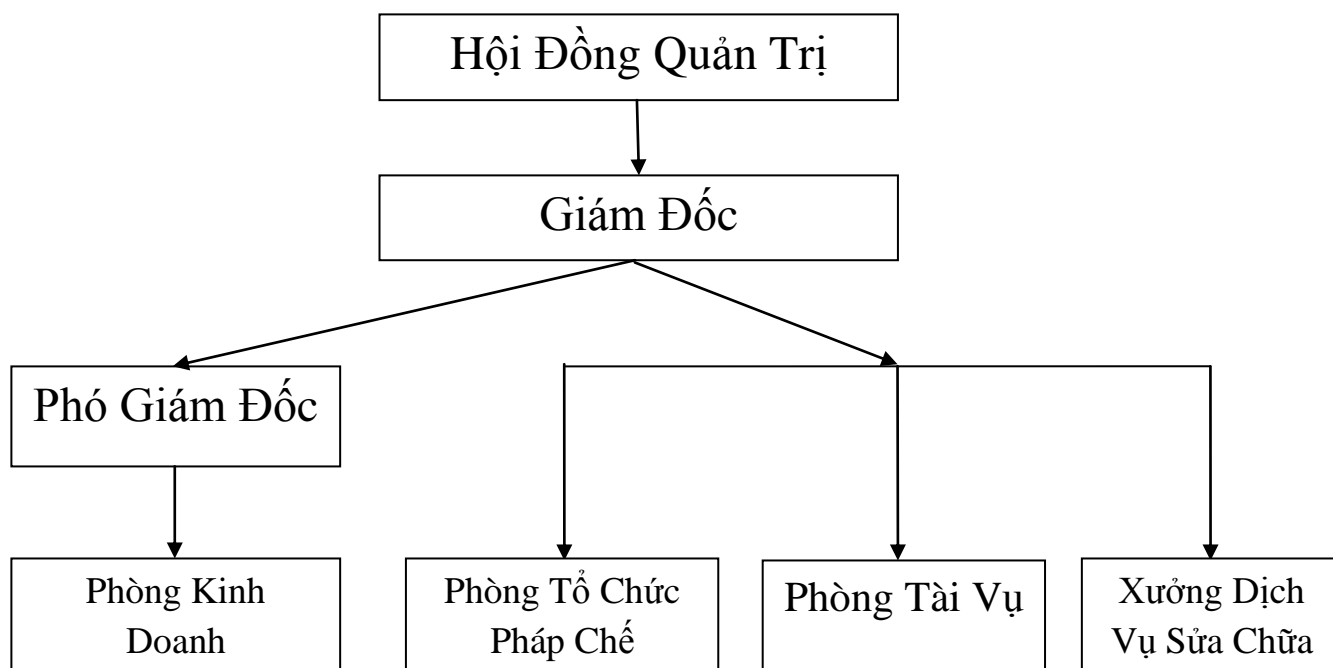 Hội Đồng Quản Trị
Giám Đốc
Phó Giám Đốc
Phòng Kinh
Doanh
Phòng Tổ Chức
Pháp Chế
Phòng Tài Vụ
Xưởng Dịch
Vụ Sửa Chữa